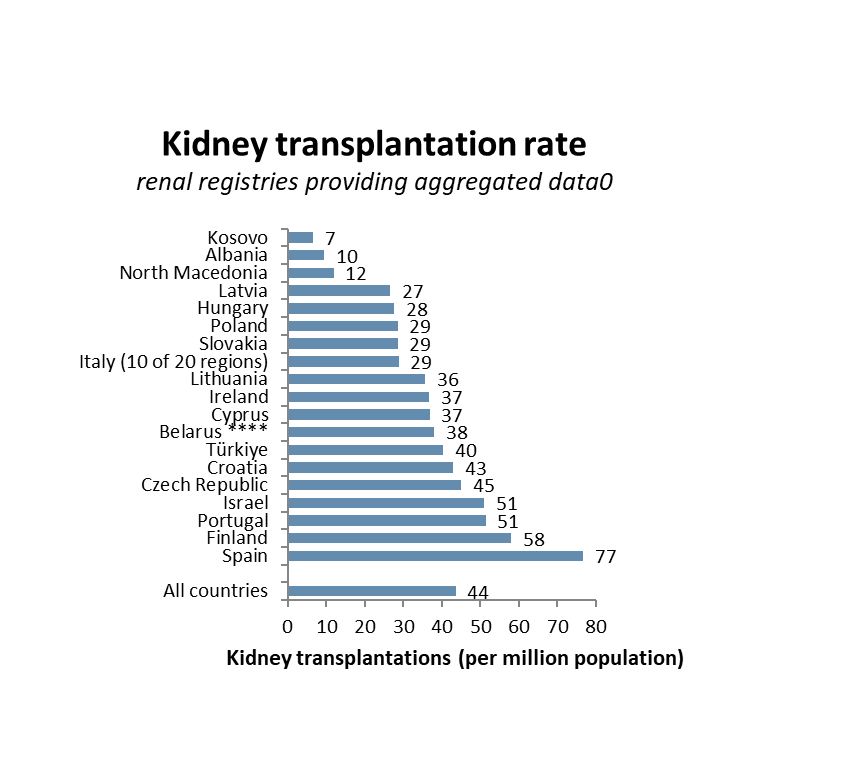 Kidney transplantation rate
renal registries providing aggregated data0
Kosovo 7
Albania 10
North Macedonia 12
Latvia 27
Hungary 28
Poland 29
Slovakia 29
Italy (10 of 20 regions) 29
Lithuania 36
Ireland 37
Cyprus 37
Belarus **** 38
Türkiye 40
Croatia 43
Czech Republic 45
Israel 51
Portugal 51
Finland 58
Spain 77
All countries 44
0 10 20 30 40 50 60 70 80
Kidney transplantations (per million population)